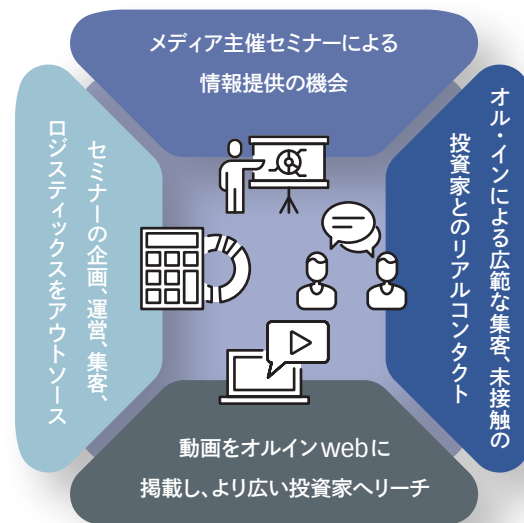 メディア主催セミナーによる
情報提供の機会
オル・インによる広範な集客、未接触の
投資家とのリアルコンタクト
セミナーの企画、運営、集客、
ロジスティックスをアウトソース
動画をオルインwebに
掲載し、より広い投資家へリーチ